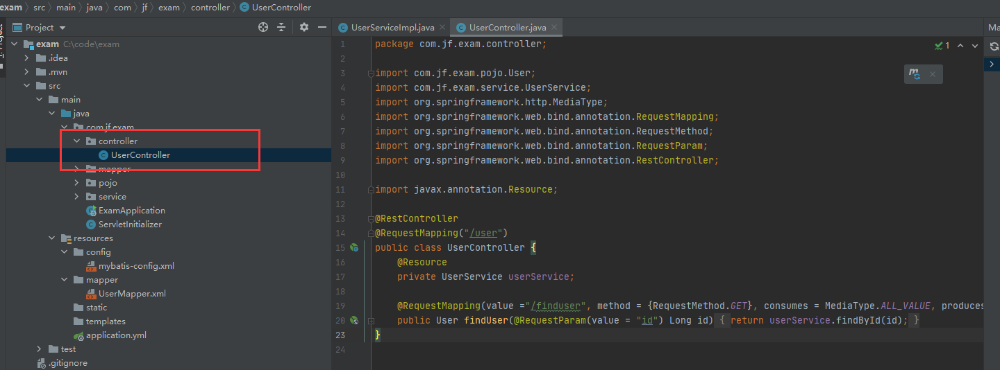 exam 〉 src 〉 main 〉 java 〉 com 〉 jf 〉 exam 〉 controller 〉 UserController
Project
UserServiceImpl.java
UserController.java
Ma
exam C:\code\exam
.idea
.mvn
src
main
java
com.jf.exam
controller
UserController
mapper
pojo
service
ExamApplication
ServletInitializer
resources
config
mybatis-config.xml
mapper
UserMapper.xml
static
templates
application.yml
test
.gitignore
1
1 package com.jf.exam.controller;
2
3 import com.jf.exam.pojo.User;
4 import com.jf.exam.service.UserService;
5 import org.springframework.http.MediaType;
6 import org.springframework.web.bind.annotation.RequestMapping;
7 import org.springframework.web.bind.annotation.RequestMethod;
8 import org.springframework.web.bind.annotation.RequestParam;
9 import org.springframework.web.bind.annotation.RestController;
10
11 import javax.annotation.Resource;
12
13 @RestController
14 @RequestMapping("/user")
15 public class UserController {
16 @Resource
17 private UserService userService;
18
19 @RequestMapping(value ="/finduser", method = {RequestMethod.GET}, consumes = MediaType.ALL_VALUE, produces
20 public User findUser(@RequestParam(value = "id") Long id) { return userService.findById(id); }
23 }
24